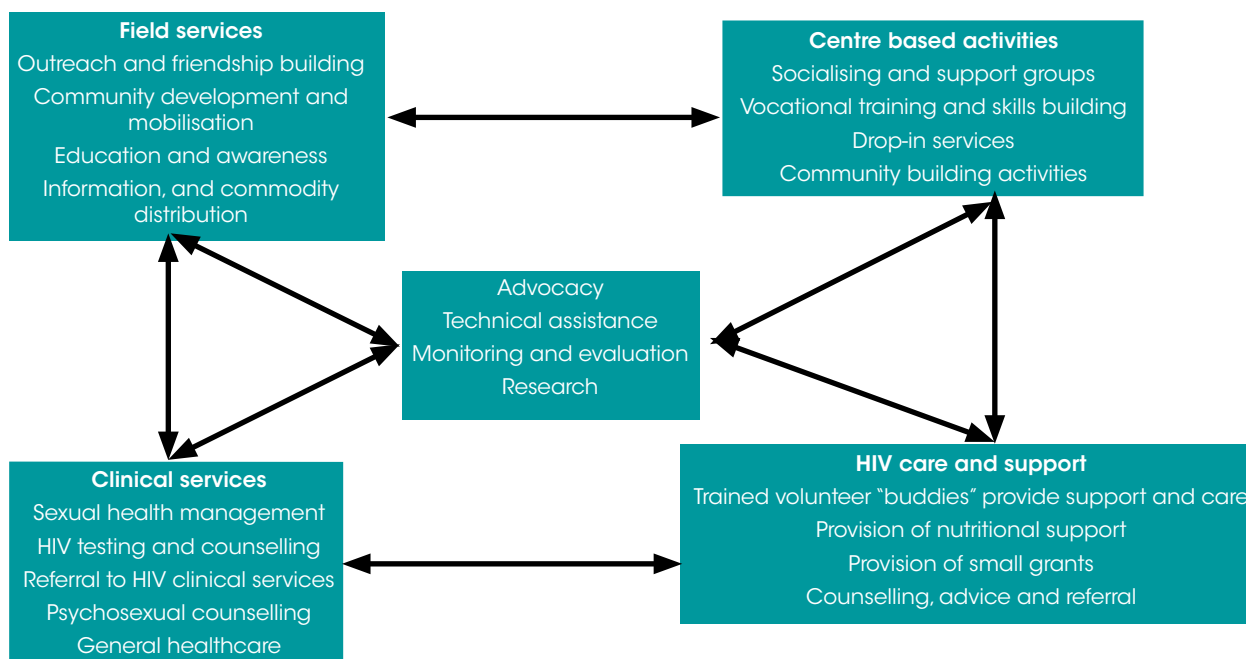 Field services
Outreach and friendship building
Community development and
mobilisation
Education and awareness
Information, and commodity
distribution
Centre based activities
Socialising and support groups
Vocational training and skills building
Drop-in services
Community building activities
Advocacy
Technical assistance
Monitoring and evaluation
Research
Clinical services
Sexual health management
HIV testing and counselling
Referral to HIV clinical services
Psychosexual counselling
General healthcare
HIV care and support
Trained volunteer “buddies” provide support and care
Provision of nutritional support
Provision of small grants
Counselling, advice and referral